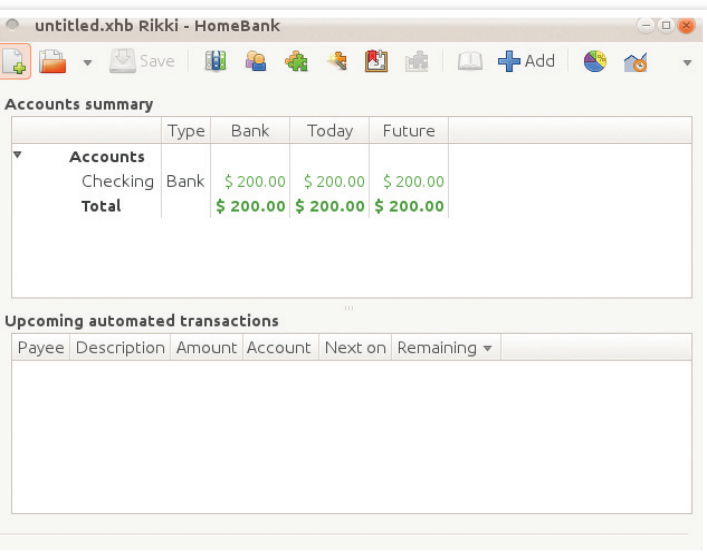 untitled.xhb Rikki - HomeBank
Save Add
Accounts summary
Type Bank Today Future
Accounts
Checking Bank $ 200.00 $ 200.00 $ 200.00
Total $ 200.00 $ 200.00 $ 200.00
Upcoming automated transactions
Payee Description Amount Account Next on Remaining